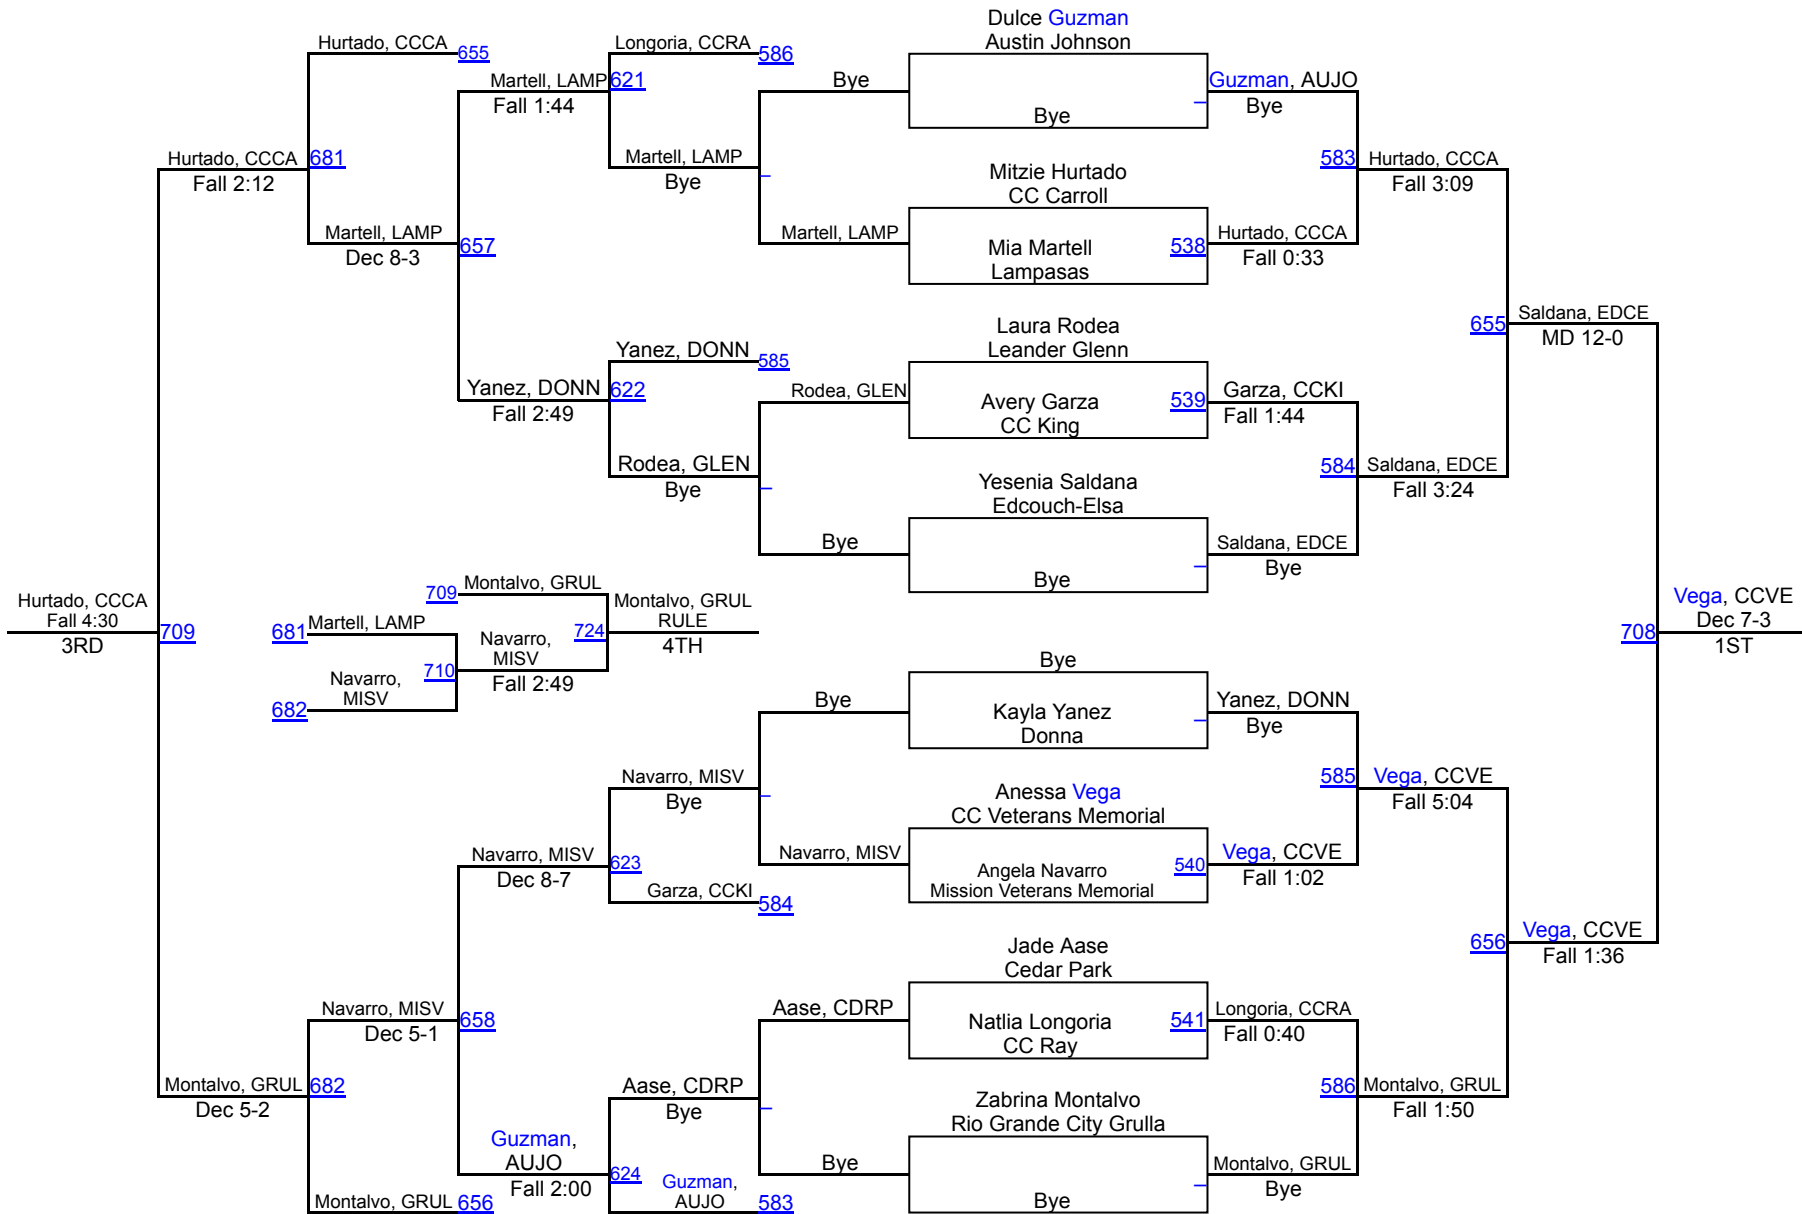 Dulce Guzman
Austin Johnson
Hurtado, CCCA
655
Longoria, CCRA
586
Martell, LAMP
621
Fall 1:44
Bye
Bye
Guzman, AUJO
Bye
Hurtado, CCCA
681
Fall 2:12
Martell, LAMP
Bye
Mitzie Hurtado
CC Carroll
583
Hurtado, CCCA
Fall 3:09
Martell, LAMP
657
Dec 8-3
Martell, LAMP
Mia Martell
Lampasas
538
Hurtado, CCCA
Fall 0:33
Laura Rodea
Leander Glenn
655
Saldana, EDCE
MD 12-0
Yanez, DONN
585
Yanez, DONN
622
Fall 2:49
Rodea, GLEN
Avery Garza
CC King
539
Garza, CCKI
Fall 1:44
Rodea, GLEN
Bye
Yesenia Saldana
Edcouch-Elsa
584
Saldana, EDCE
Fall 3:24
Bye
Bye
Saldana, EDCE
Bye
Hurtado, CCCA
Fall 4:30
709
3RD
709
Montalvo, GRUL
681
Martell, LAMP
Navarro,
MISV
724
Montalvo, GRUL
RULE
4TH
Navarro,
MISV
710
Fall 2:49
682
708
Vega, CCVE
Dec 7-3
1ST
Bye
Bye
Kayla Yanez
Donna
Yanez, DONN
Bye
Navarro, MISV
Bye
Anessa Vega
CC Veterans Memorial
585
Vega, CCVE
Fall 5:04
Navarro, MISV
623
Dec 8-7
Navarro, MISV
Angela Navarro
Mission Veterans Memorial
540
Vega, CCVE
Fall 1:02
Garza, CCKI
584
Jade Aase
Cedar Park
656
Vega, CCVE
Fall 1:36
Navarro, MISV
658
Dec 5-1
Aase, CDRP
Natlia Longoria
CC Ray
541
Longoria, CCRA
Fall 0:40
Montalvo, GRUL
682
Dec 5-2
Aase, CDRP
Bye
Zabrina Montalvo
Rio Grande City Grulla
586
Montalvo, GRUL
Fall 1:50
Guzman,
AUJO
624
Fall 2:00
Bye
Bye
Montalvo, GRUL
Bye
Montalvo, GRUL
656
Guzman,
AUJO
583